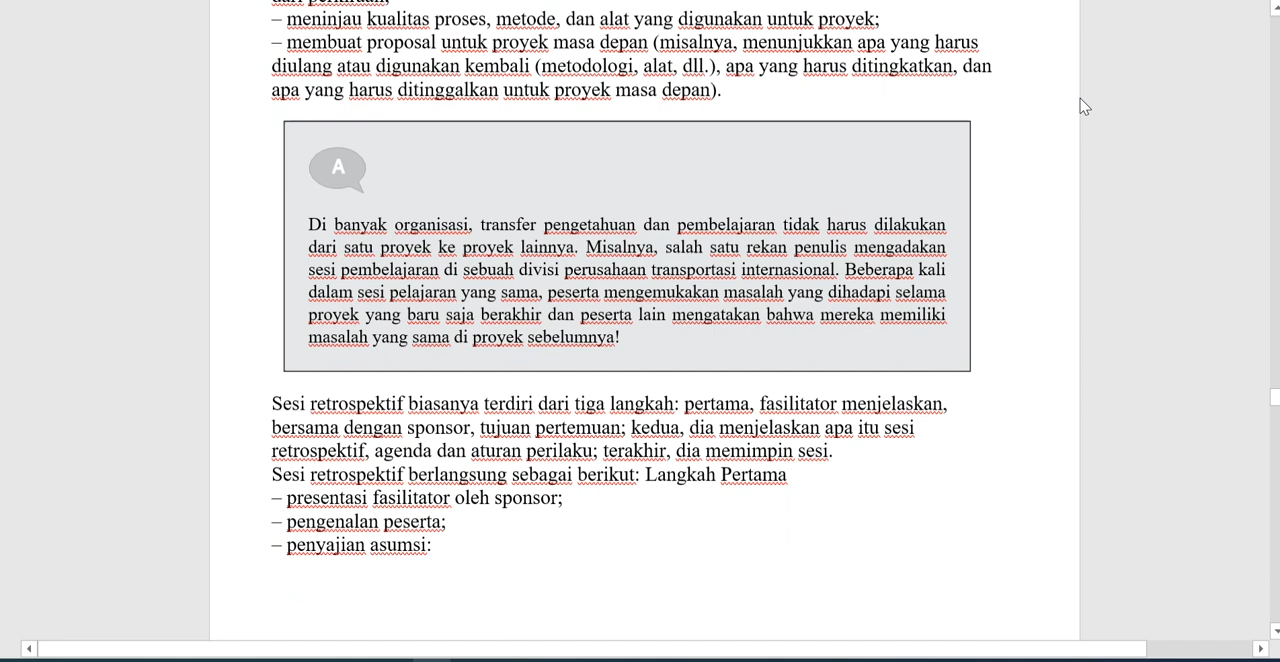 – meninjau kualitas proses, metode, dan alat yang digunakan untuk proyek;
– membuat proposal untuk proyek masa depan (misalnya, menunjukkan apa yang harus
diulang atau digunakan kembali (metodologi, alat, dll.), apa yang harus ditingkatkan, dan
apa yang harus ditinggalkan untuk proyek masa depan).
A
Di banyak organisasi, transfer pengetahuan dan pembelajaran tidak harus dilakukan
dari satu proyek ke proyek lainnya. Misalnya, salah satu rekan penulis mengadakan
sesi pembelajaran di sebuah divisi perusahaan transportasi internasional. Beberapa kali
dalam sesi pelajaran yang sama, peserta mengemukakan masalah yang dihadapi selama
proyek yang baru saja berakhir dan peserta lain mengatakan bahwa mereka memiliki
masalah yang sama di proyek sebelumnya!
Sesi retrospektif biasanya terdiri dari tiga langkah: pertama, fasilitator menjelaskan,
bersama dengan sponsor, tujuan pertemuan; kedua, dia menjelaskan apa itu sesi
retrospektif, agenda dan aturan perilaku; terakhir, dia memimpin sesi.
Sesi retrospektif berlangsung sebagai berikut: Langkah Pertama
– presentasi fasilitator oleh sponsor;
– pengenalan peserta;
– penyajian asumsi: